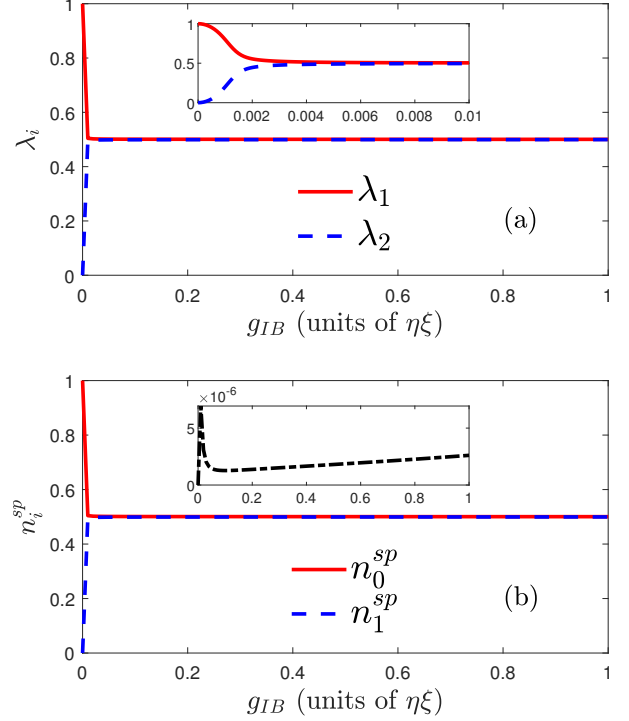 1
0.8
0.6
0.4
0.2
0
λ_i
1
0.5
0
0 0.002 0.004 0.006 0.008 0.01
λ_1
λ_2
(a)
0 0.2 0.4 0.6 0.8 1
g_{IB} (units of ηξ)
1
0.8
0.6
0.4
0.2
0
n_i^{sp}
×10^{-6}
5
0
0 0.2 0.4 0.6 0.8 1
n_0^{sp}
n_1^{sp}
(b)
0 0.2 0.4 0.6 0.8 1
g_{IB} (units of ηξ)